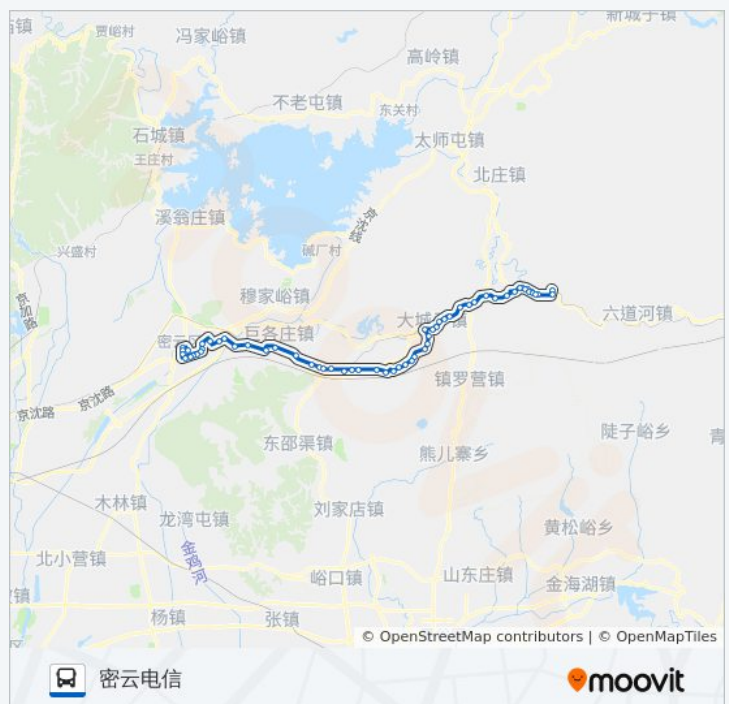 新城子镇
贾峪村
冯家峪镇
高岭镇
不老屯镇
东关村
石城镇
太师屯镇
王庄村
北庄镇
溪翁庄镇
京沈线
兴盛村
碱厂村
京加路
穆家峪镇
六道河镇
密云区
巨各庄镇
大城子镇
镇罗营镇
京沈路
京沈路
陡子峪乡
青
东邵渠镇
熊儿寨乡
木林镇
龙湾屯镇
刘家店镇
黄松峪乡
金鸡河
北小营镇
峪口镇
山东庄镇
金海湖镇
镇
杨镇
张镇
© OpenStreetMap contributors | © OpenMapTiles
密云电信
moovit